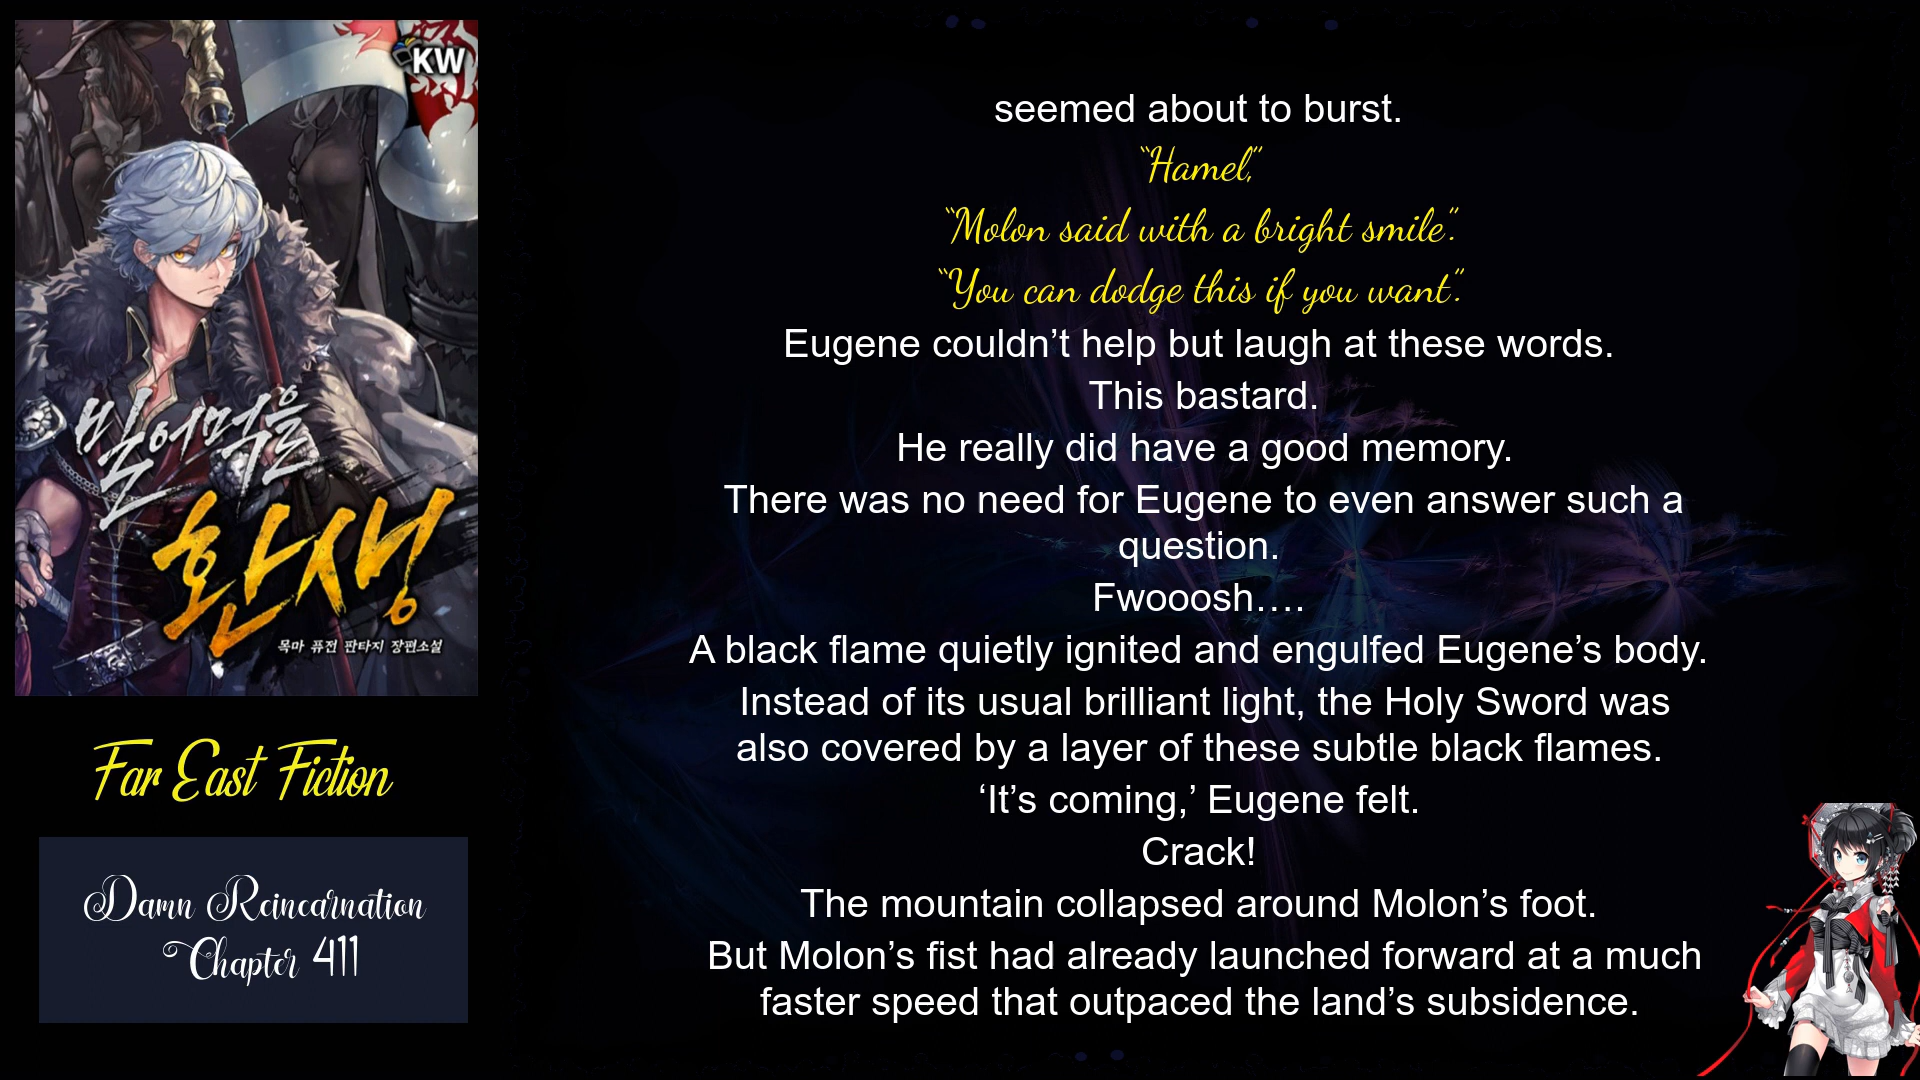 KW
빌어먹을
환생
목마 퓨전 판타지 장편소설
Far East Fiction
Damn Reincarnation
Chapter 411
seemed about to burst.
“Hamel,”
“Molon said with a bright smile”.
“You can dodge this if you want”.
Eugene couldn’t help but laugh at these words.
This bastard.
He really did have a good memory.
There was no need for Eugene to even answer such a
question.
Fwooosh….
A black flame quietly ignited and engulfed Eugene’s body.
Instead of its usual brilliant light, the Holy Sword was
also covered by a layer of these subtle black flames.
‘It’s coming,’ Eugene felt.
Crack!
The mountain collapsed around Molon’s foot.
But Molon’s fist had already launched forward at a much
faster speed that outpaced the land’s subsidence.